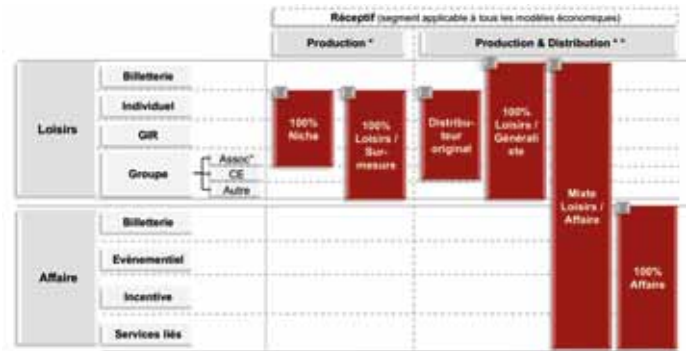 Réceptif (segment applicable à tous les modèles économiques)
Production *
Production & Distribution * *
Loisirs
Billetterie
Individuel
GIR
Groupe
Assoc°
CE
Autre
100%
Niche
100%
Loisirs /
Sur-
mesure
Distribu-
teur
original
100%
Loisirs /
Générali
ste
Mixte
Loisirs /
Affaire
100%
Affaire
Affaire
Billetterie
Evènementiel
Incentive
Services liés